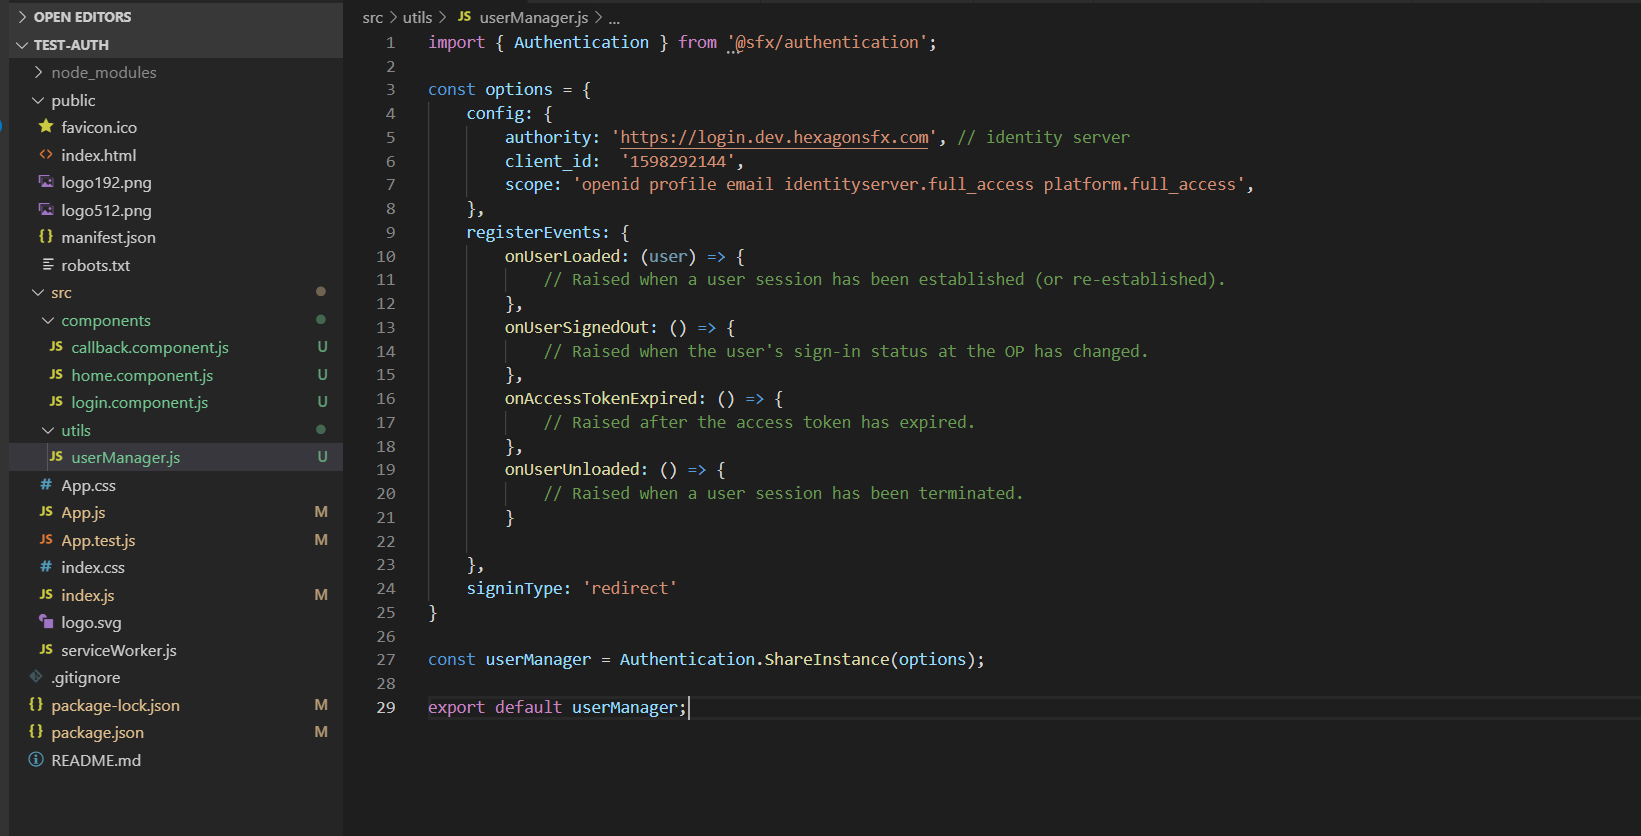 OPEN EDITORS
TEST-AUTH
node_modules
public
favicon.ico
<> index.html
logo192.png
logo512.png
{} manifest.json
robots.txt
src
components
JS callback.component.js U
JS home.component.js U
JS login.component.js U
utils
JS userManager.js U
# App.css
JS App.js M
JS App.test.js M
# index.css
JS index.js M
logo.svg
JS serviceWorker.js
.gitignore
{} package-lock.json M
{} package.json M
README.md
src > utils > JS userManager.js > ...
1 import { Authentication } from '@sfx/authentication';
2
3 const options = {
4     config: {
5         authority: 'https://login.dev.hexagonsfx.com', // identity server
6         client_id:  '1598292144',
7         scope: 'openid profile email identityserver.full_access platform.full_access',
8     },
9     registerEvents: {
10         onUserLoaded: (user) => {
11             // Raised when a user session has been established (or re-established).
12         },
13         onUserSignedOut: () => {
14             // Raised when the user's sign-in status at the OP has changed.
15         },
16         onAccessTokenExpired: () => {
17             // Raised after the access token has expired.
18         },
19         onUserUnloaded: () => {
20             // Raised when a user session has been terminated.
21         }
22
23     },
24     signinType: 'redirect'
25 }
26
27 const userManager = Authentication.ShareInstance(options);
28
29 export default userManager;